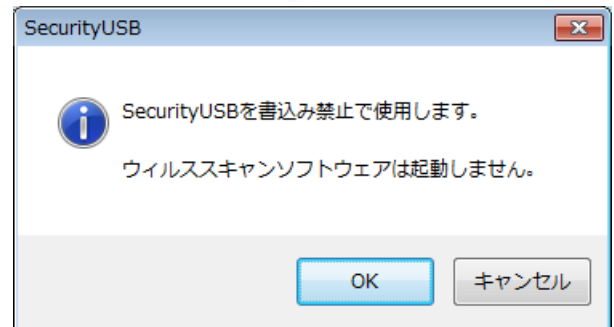 SecurityUSB
SecurityUSBを書込み禁止で使用します。
ウィルススキャンソフトウェアは起動しません。
OK
キャンセル